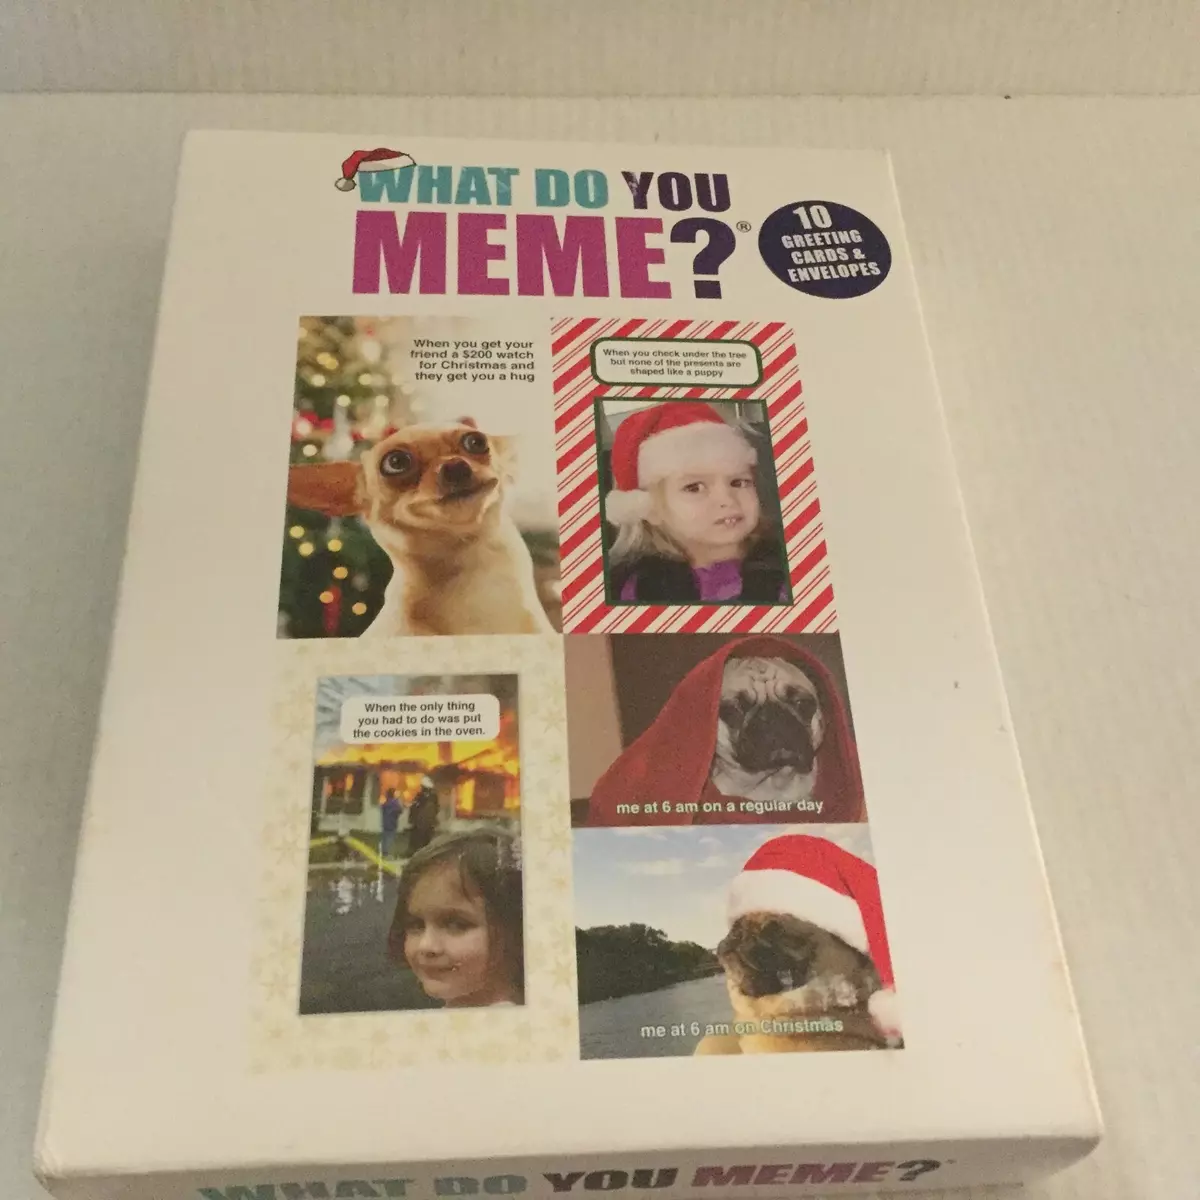 WHAT DO YOU
MEME?®
10
GREETING
CARDS &
ENVELOPES
When you get your
friend a $200 watch
for Christmas and
they get you a hug
When you check under the tree
but none of the presents are
shaped like a puppy
When the only thing
you had to do was put
the cookies in the oven.
me at 6 am on a regular day
me at 6 am on Christmas
WHAT DO YOU MEME?